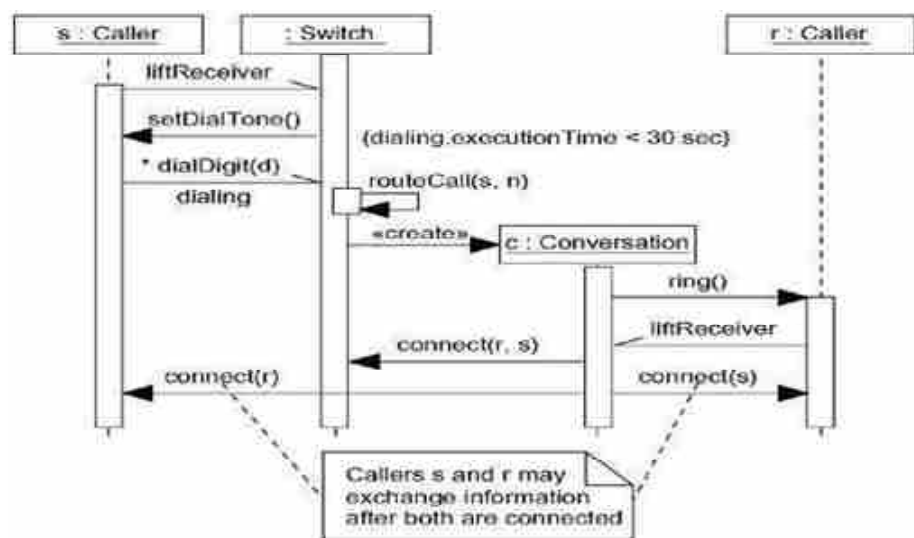 s : Caller
: Switch
r : Caller
liftReceiver
setDialTone()
{dialing.executionTime < 30 sec}
* dialDigit(d)
dialing
routeCall(s, n)
«create»
c : Conversation
ring()
liftReceiver
connect(r, s)
connect(r)
connect(s)
Callers s and r may
exchange information
after both are connected